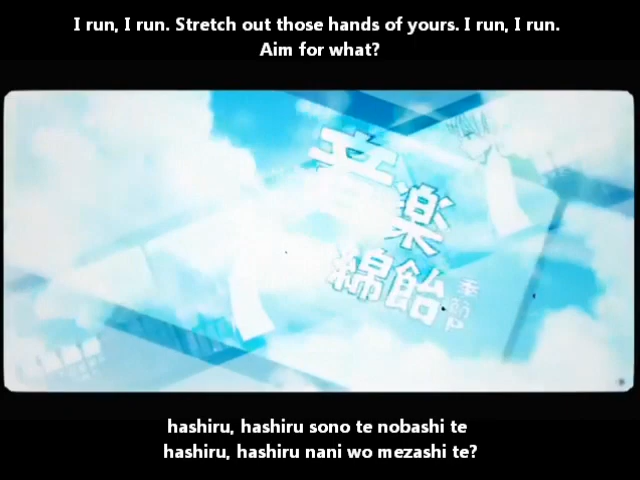 I run, I run. Stretch out those hands of yours. I run, I run.
Aim for what?
音楽
綿飴
hashiru, hashiru sono te nobashi te
hashiru, hashiru nani wo mezashi te?